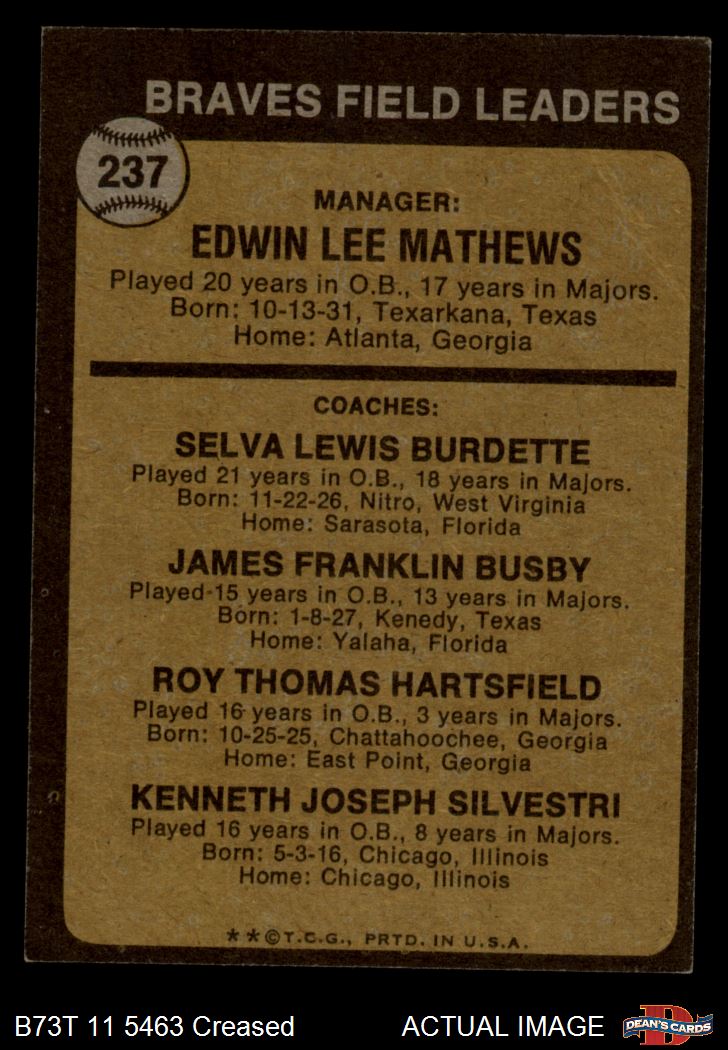 BRAVES FIELD LEADERS
237
MANAGER:
EDWIN LEE MATHEWS
Played 20 years in O.B., 17 years in Majors.
Born: 10-13-31, Texarkana, Texas
Home: Atlanta, Georgia
COACHES:
SELVA LEWIS BURDETTE
Played 21 years in O.B., 18 years in Majors.
Born: 11-22-26, Nitro, West Virginia
Home: Sarasota, Florida
JAMES FRANKLIN BUSBY
Played 15 years in O.B., 13 years in Majors.
Born: 1-8-27, Kenedy, Texas
Home: Yalaha, Florida
ROY THOMAS HARTSFIELD
Played 16 years in O.B., 3 years in Majors.
Born: 10-25-25, Chattahoochee, Georgia
Home: East Point, Georgia
KENNETH JOSEPH SILVESTRI
Played 16 years in O.B., 8 years in Majors.
Born: 5-3-16, Chicago, Illinois
Home: Chicago, Illinois
**©T.C.G., PRTD. IN U.S.A.
B73T 11 5463 Creased ACTUAL IMAGE
D
DEAN'S CARDS